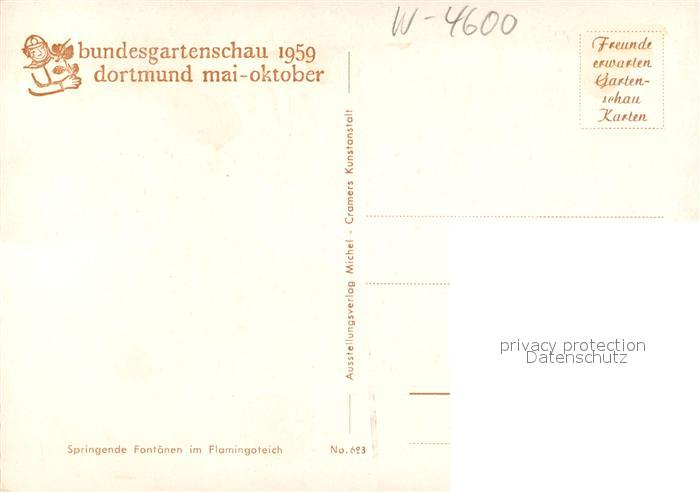 W-4600
bundesgartenschau 1959
dortmund mai-oktober
Freunde
erwarten
Garten-
schau
Karten
Ausstellungsverlag Michel - Cramers Kunstanstalt
privacy protection
Datenschutz
Springende Fontänen im Flamingoteich No. 623